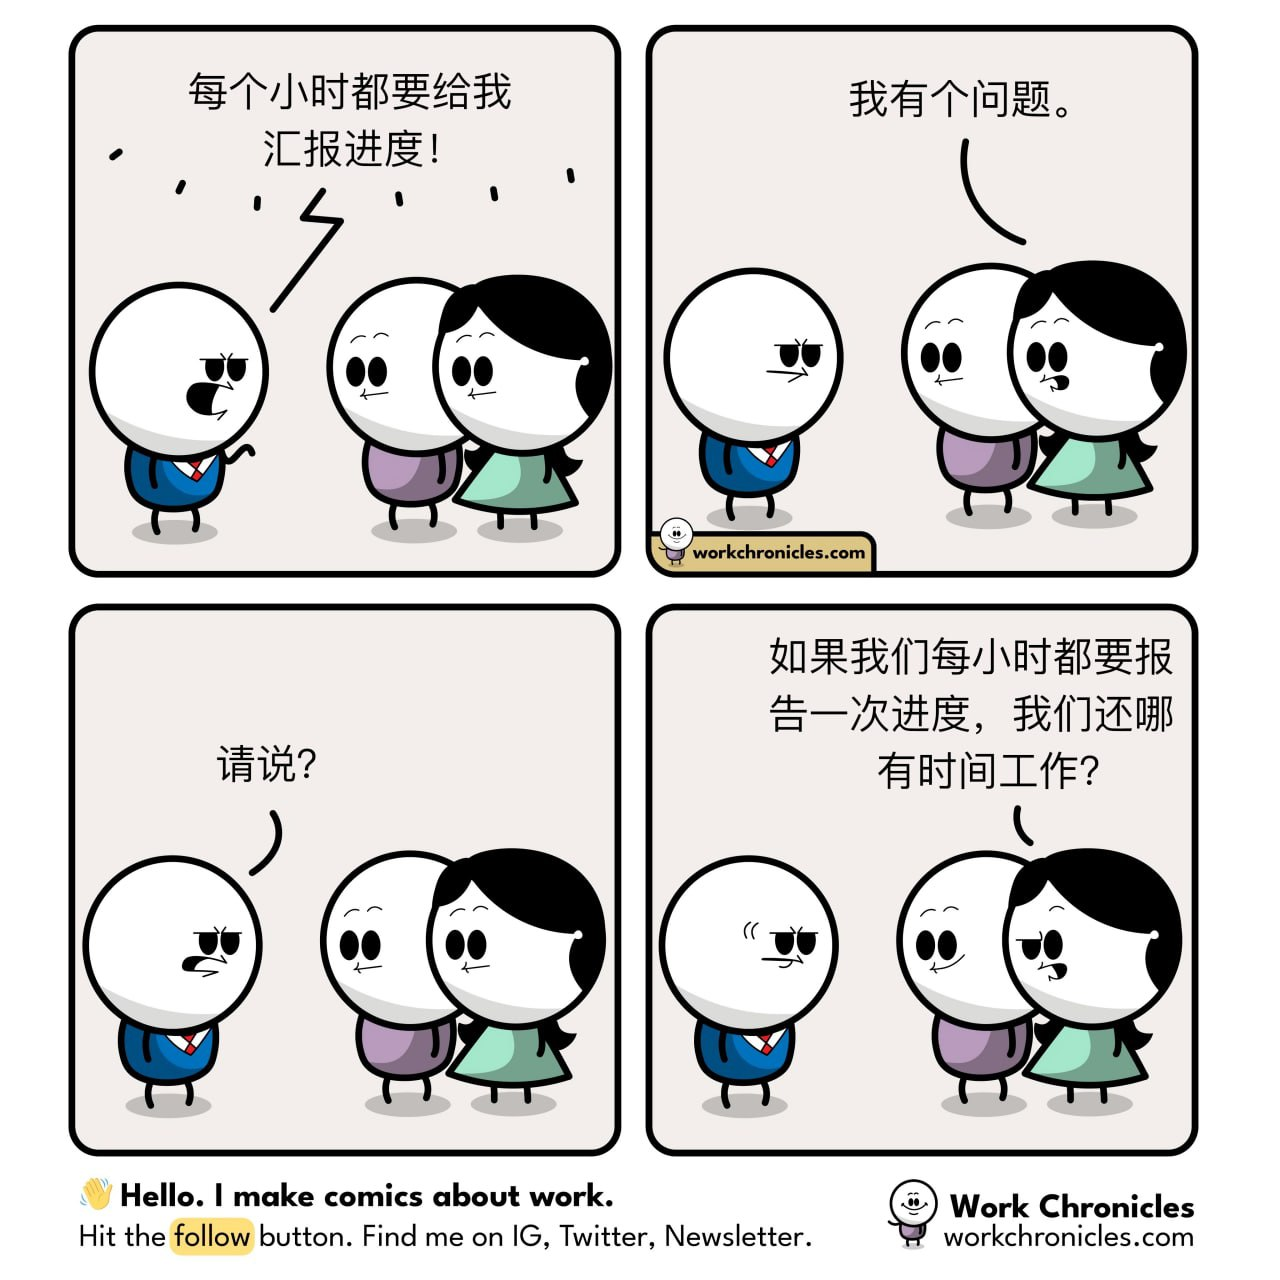 每个小时都要给我
汇报进度！
我有个问题。
workchronicles.com
请说？
如果我们每小时都要报
告一次进度，我们还哪
有时间工作？
👋 Hello. I make comics about work.
Hit the follow button. Find me on IG, Twitter, Newsletter.
Work Chronicles
workchronicles.com